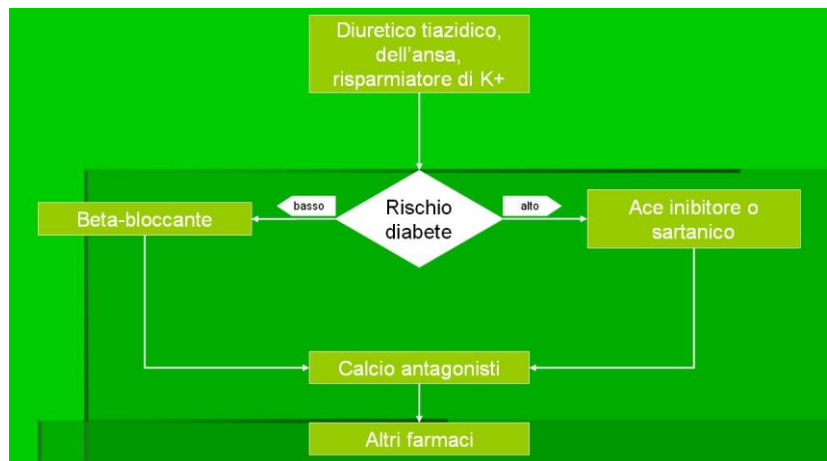 Diuretico tiazidico,
dell'ansa,
risparmiatore di K+
Beta-bloccante
basso
Rischio
diabete
alto
Ace inibitore o
sartanico
Calcio antagonisti
Altri farmaci